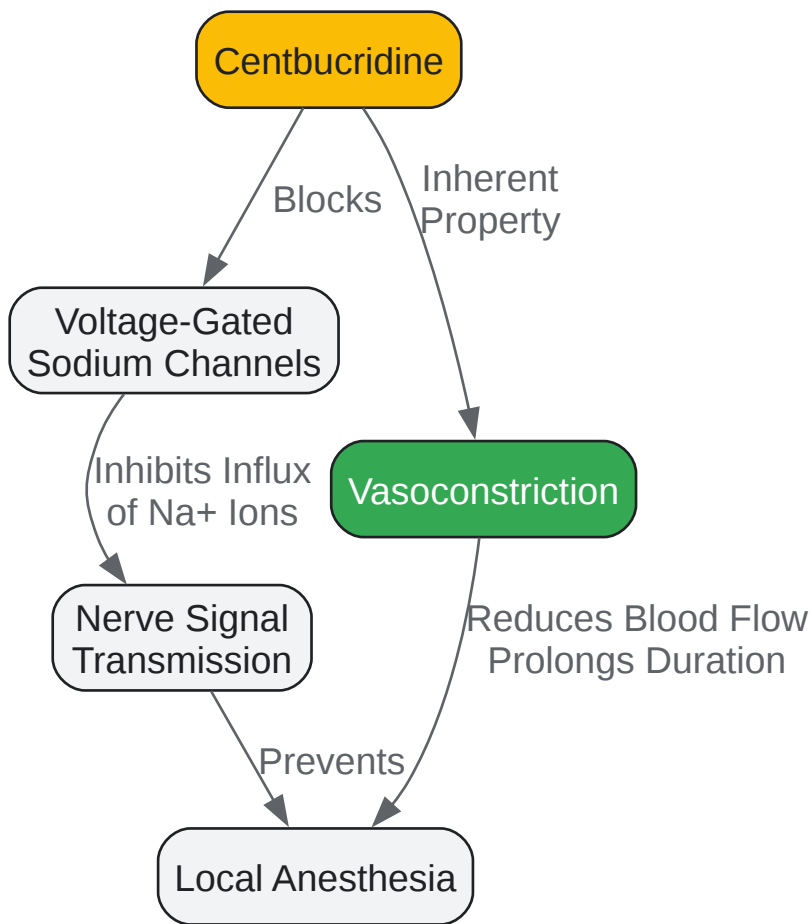 Centbucridine
Blocks
Inherent
Property
Voltage-Gated
Sodium Channels
Inhibits Influx
of Na+ Ions
Vasoconstriction
Nerve Signal
Transmission
Reduces Blood Flow
Prolongs Duration
Prevents
Local Anesthesia